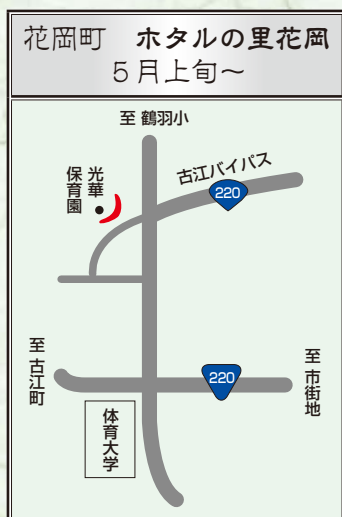 花岡町　ホタルの里花岡
５月上旬～
至 鶴羽小
古江バイパス
220
光華
保育園
至 古江町
220
至 市街地
体育大学